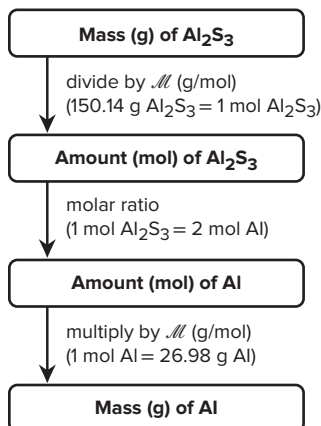 Mass (g) of Al₂S₃
divide by ℳ (g/mol)
(150.14 g Al₂S₃ = 1 mol Al₂S₃)
Amount (mol) of Al₂S₃
molar ratio
(1 mol Al₂S₃ = 2 mol Al)
Amount (mol) of Al
multiply by ℳ (g/mol)
(1 mol Al = 26.98 g Al)
Mass (g) of Al